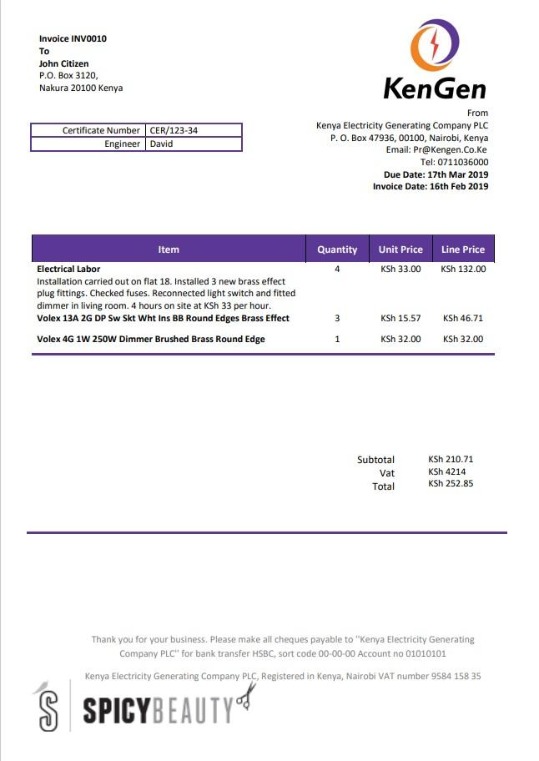 Invoice INV0010
To
John Citizen
P.O. Box 3120,
Nakura 20100 Kenya
KenGen
From
Kenya Electricity Generating Company PLC
P. O. Box 47936, 00100, Nairobi, Kenya
Email: Pr@Kengen.Co.Ke
Tel: 0711036000
Due Date: 17th Mar 2019
Invoice Date: 16th Feb 2019
Certificate Number CER/123-34
Engineer David
Item Quantity Unit Price Line Price
Electrical Labor 4 KSh 33.00 KSh 132.00
Installation carried out on flat 18. Installed 3 new brass effect
plug fittings. Checked fuses. Reconnected light switch and fitted
dimmer in living room. 4 hours on site at KSh 33 per hour.
Volex 13A 2G DP Sw Skt Wht Ins BB Round Edges Brass Effect 3 KSh 15.57 KSh 46.71
Volex 4G 1W 250W Dimmer Brushed Brass Round Edge 1 KSh 32.00 KSh 32.00
Subtotal KSh 210.71
Vat KSh 4214
Total KSh 252.85
Thank you for your business. Please make all cheques payable to "Kenya Electricity Generating
Company PLC" for bank transfer HSBC, sort code 00-00-00 Account no 01010101
Kenya Electricity Generating Company PLC, Registered in Kenya, Nairobi VAT number 9584 158 35
S SPICYBEAUTY